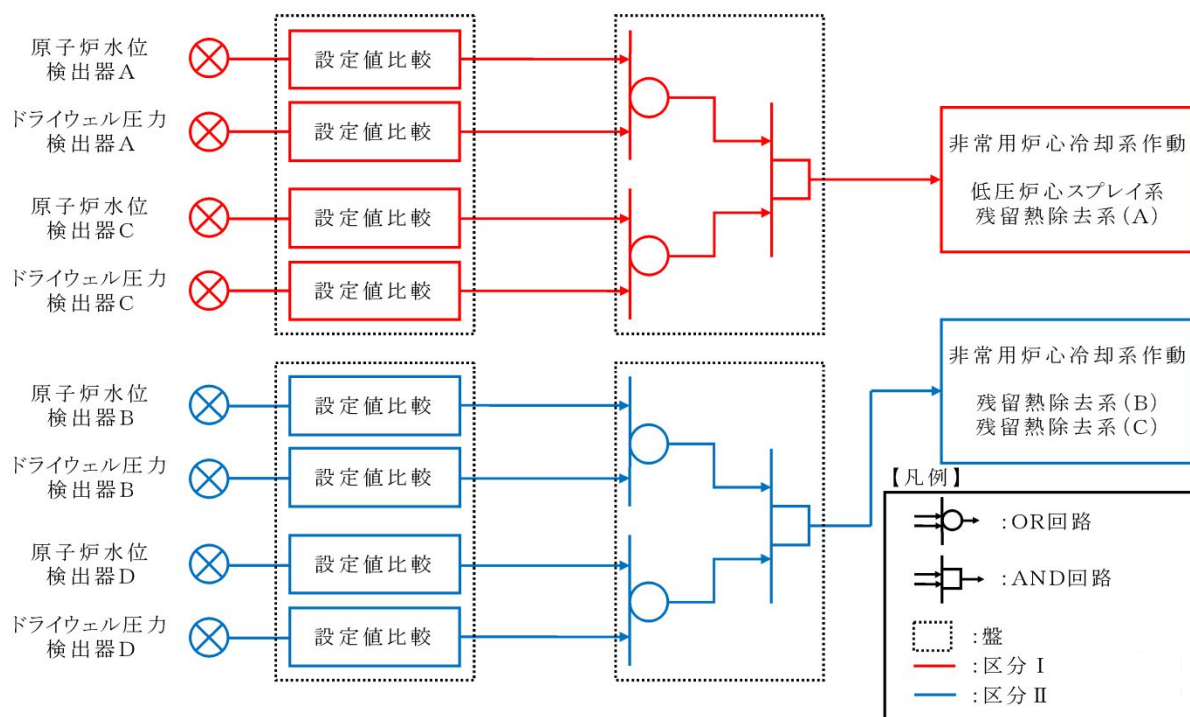 原子炉水位
検出器A
設定値比較
ドライウェル圧力
検出器A
設定値比較
原子炉水位
検出器C
設定値比較
ドライウェル圧力
検出器C
設定値比較
非常用炉心冷却系作動
低圧炉心スプレイ系
残留熱除去系(A)
原子炉水位
検出器B
設定値比較
ドライウェル圧力
検出器B
設定値比較
原子炉水位
検出器D
設定値比較
ドライウェル圧力
検出器D
設定値比較
非常用炉心冷却系作動
残留熱除去系(B)
残留熱除去系(C)
【凡例】
:OR回路
:AND回路
:盤
:区分Ⅰ
:区分Ⅱ